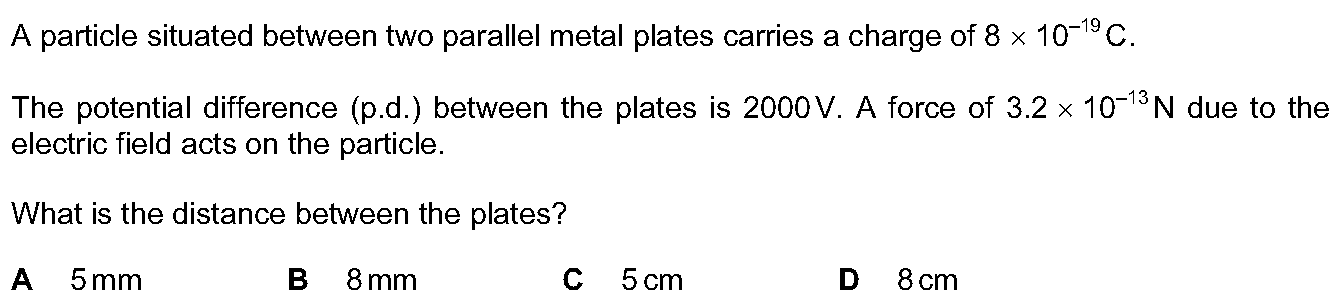 A particle situated between two parallel metal plates carries a charge of 8 × 10⁻¹⁹ C.
The potential difference (p.d.) between the plates is 2000 V. A force of 3.2 × 10⁻¹³ N due to the
electric field acts on the particle.
What is the distance between the plates?
A 5 mm B 8 mm C 5 cm D 8 cm